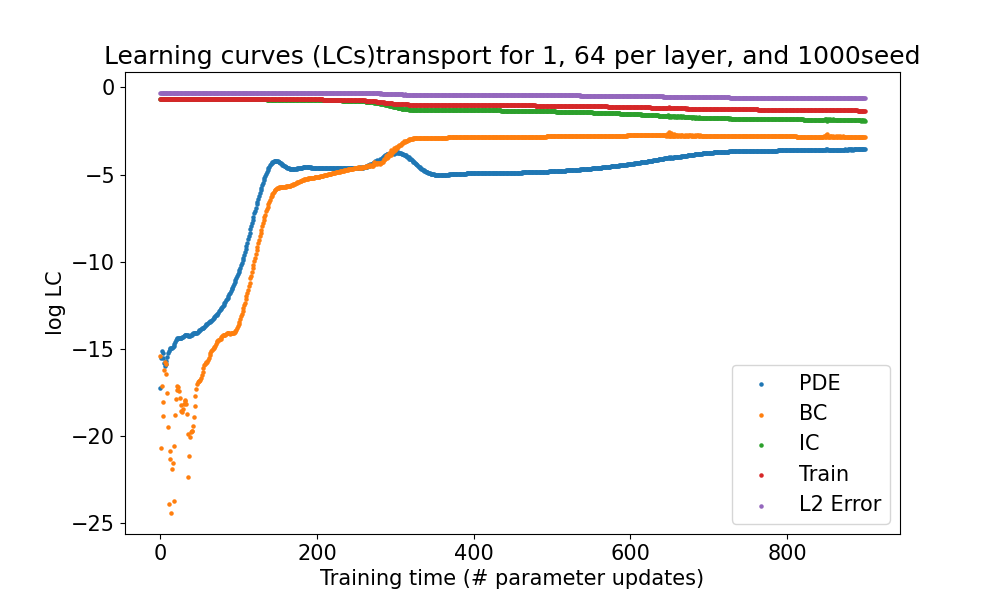 Learning curves (LCs)transport for 1, 64 per layer, and 1000seed
0
−5
−10
−15
−20
−25
log LC
PDE
BC
IC
Train
L2 Error
0 200 400 600 800
Training time (# parameter updates)